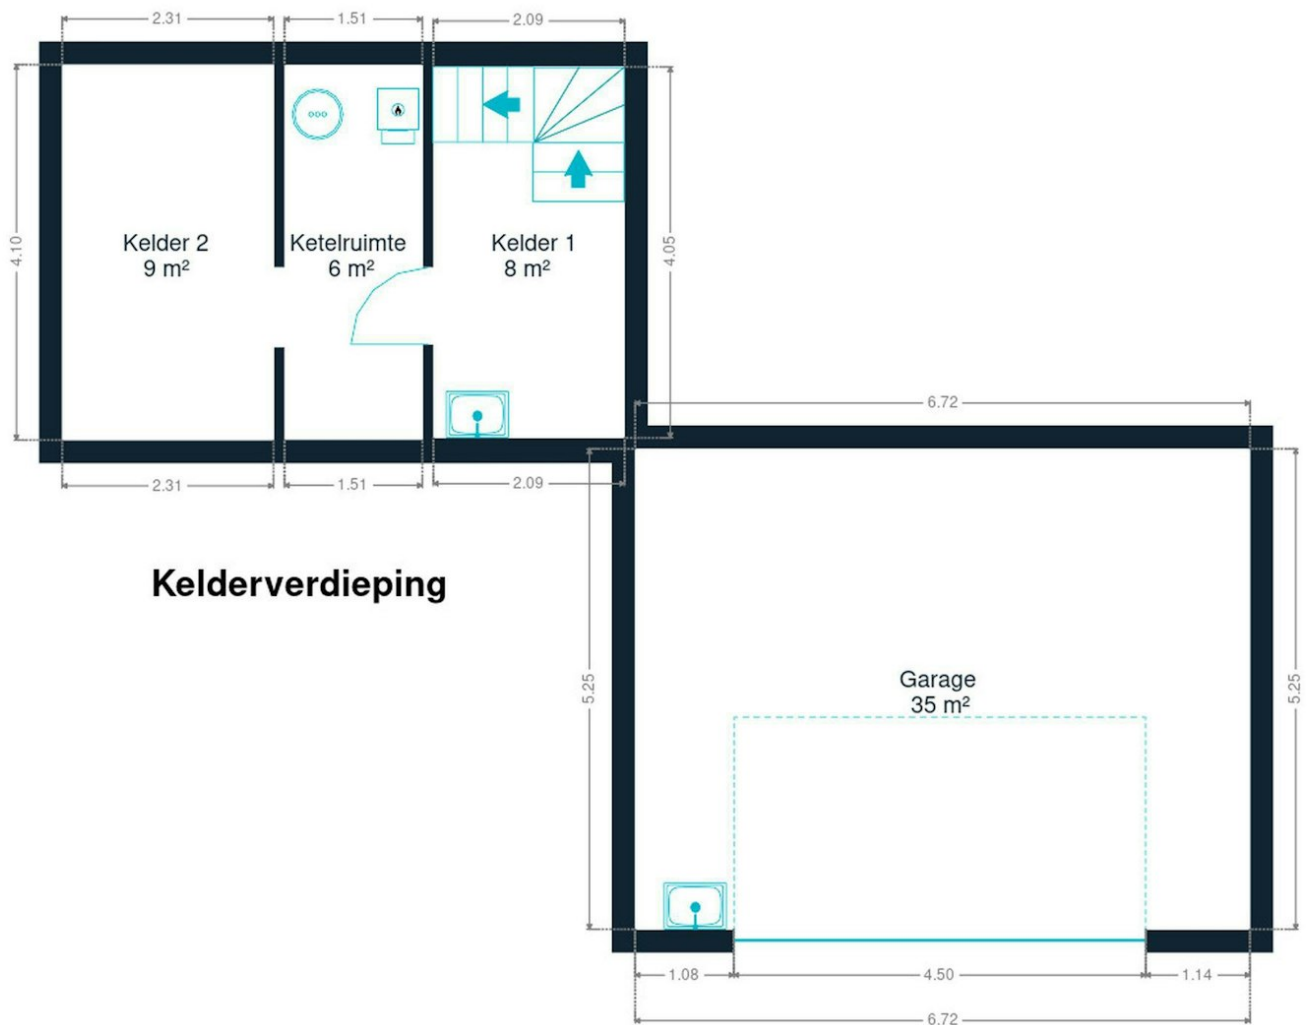 2.31
1.51
2.09
4.10
Kelder 2
9 m²
Ketelruimte
6 m²
Kelder 1
8 m²
4.05
2.31
1.51
2.09
6.72
Kelderverdieping
5.25
Garage
35 m²
5.25
1.08
4.50
1.14
6.72